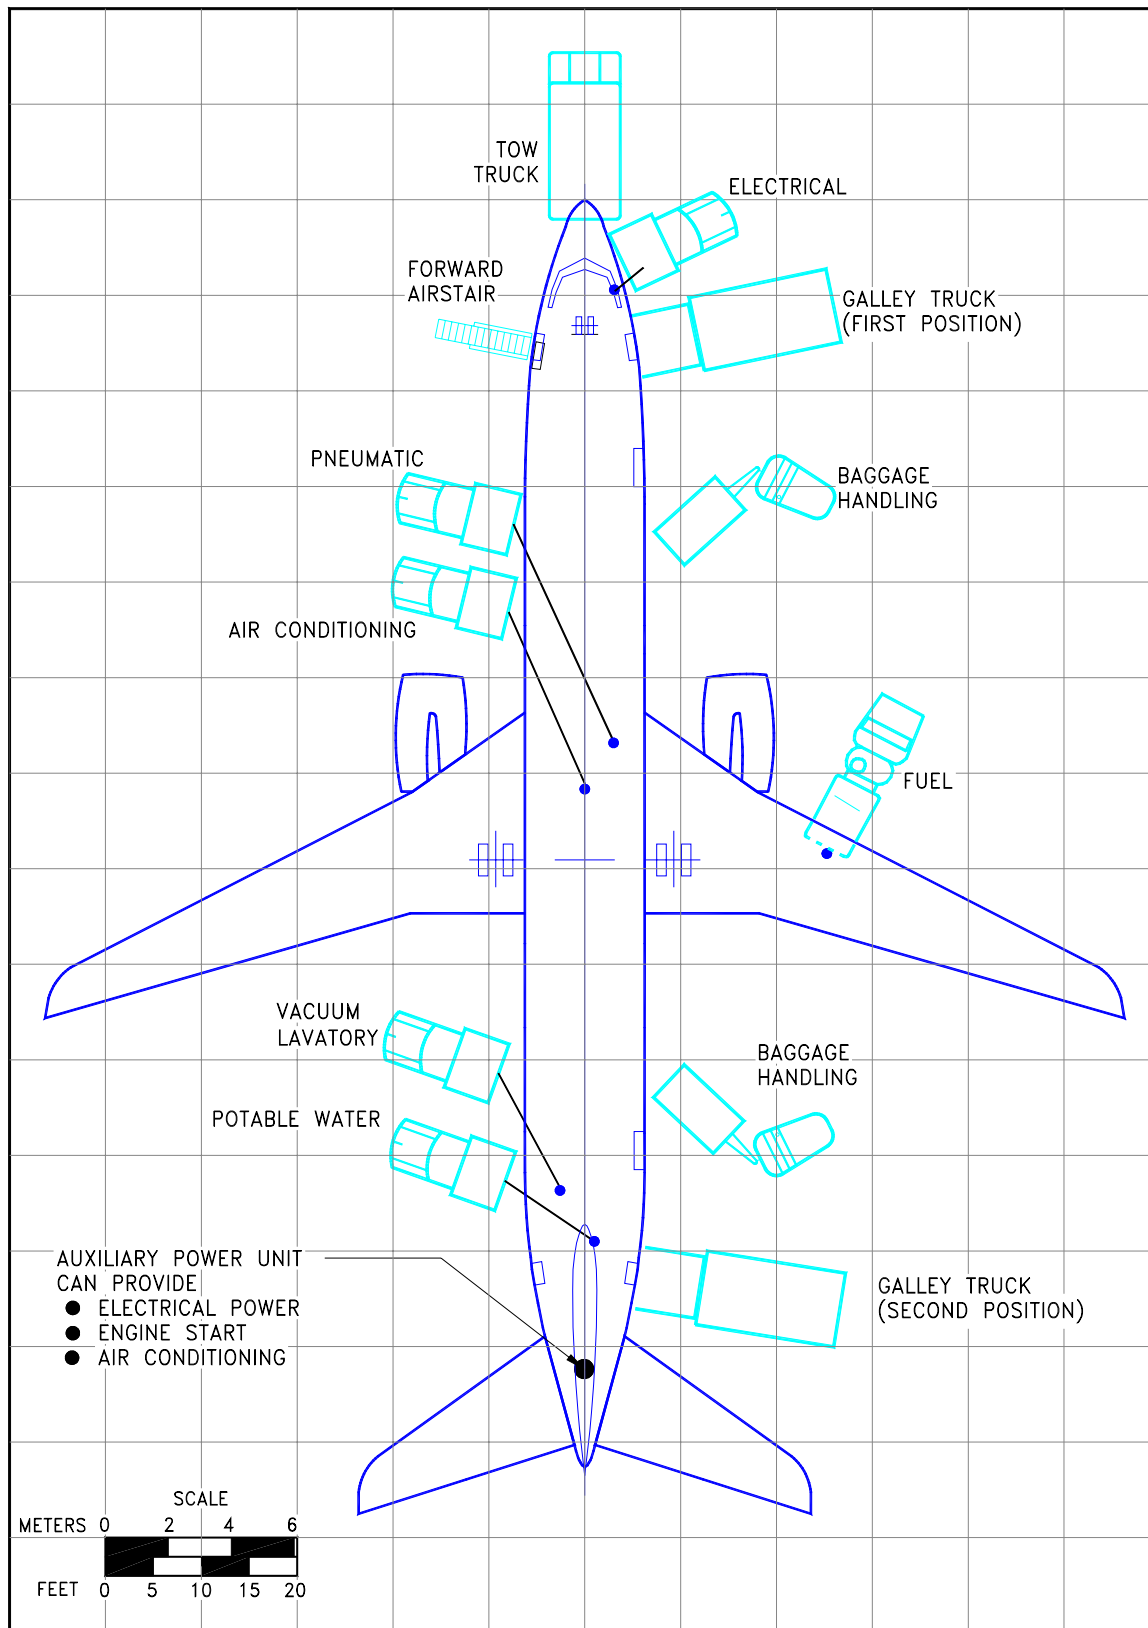 TOW
TRUCK
ELECTRICAL
FORWARD
AIRSTAIR
GALLEY TRUCK
(FIRST POSITION)
PNEUMATIC
BAGGAGE
HANDLING
AIR CONDITIONING
FUEL
VACUUM
LAVATORY
BAGGAGE
HANDLING
POTABLE WATER
AUXILIARY POWER UNIT
CAN PROVIDE
● ELECTRICAL POWER
● ENGINE START
● AIR CONDITIONING
GALLEY TRUCK
(SECOND POSITION)
SCALE
METERS 0 2 4 6
FEET 0 5 10 15 20